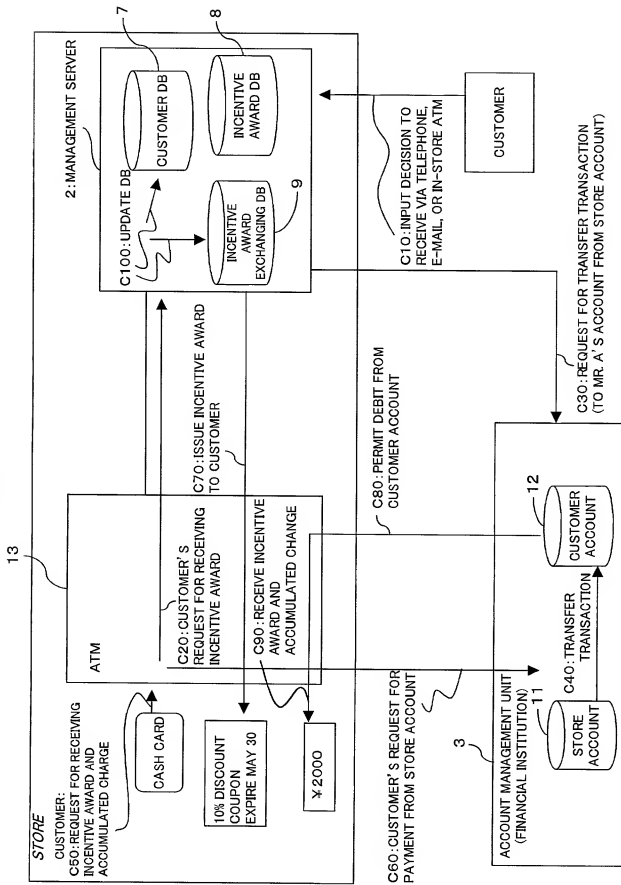 STORE
CUSTOMER:
C50:REQUEST FOR RECEIVING
INCENTIVE AWARD AND
ACCUMULATED CHARGE
13
ATM
CASH CARD
10% DISCOUNT
COUPON
EXPIRE MAY 30
¥2000
C20:CUSTOMER'S
REQUEST FOR RECEIVING
INCENTIVE AWARD
C70:ISSUE INCENTIVE AWARD
TO CUSTOMER
C90:RECEIVE INCENTIVE
AWARD AND
ACCUMULATED CHANGE
2:MANAGEMENT SERVER
C100:UPDATE DB
7
CUSTOMER DB
8
INCENTIVE
AWARD DB
INCENTIVE
AWARD
EXCHANGING DB
9
C10:INPUT DECISION TO
RECEIVE VIA TELEPHONE,
E-MAIL, OR IN-STORE ATM
CUSTOMER
C60:CUSTOMER'S REQUEST FOR
PAYMENT FROM STORE ACCOUNT
C80:PERMIT DEBIT FROM
CUSTOMER ACCOUNT
C30:REQUEST FOR TRANSFER TRANSACTION
(TO MR. A'S ACCOUNT FROM STORE ACCOUNT)
3
ACCOUNT MANAGEMENT UNIT
(FINANCIAL INSTITUTION)
11
STORE
ACCOUNT
C40:TRANSFER
TRANSACTION
12
CUSTOMER
ACCOUNT